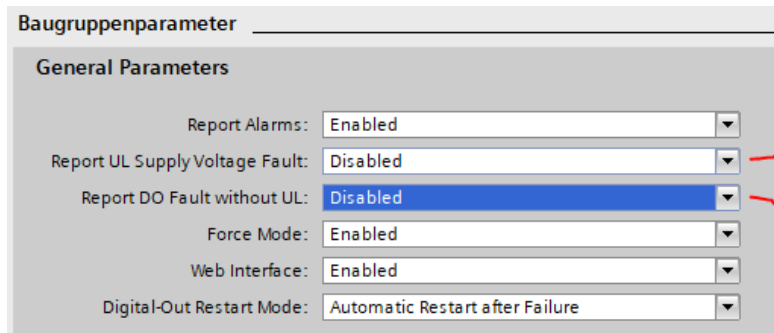 Baugruppenparameter
General Parameters
Report Alarms: Enabled
Report UL Supply Voltage Fault: Disabled
Report DO Fault without UL: Disabled
Force Mode: Enabled
Web Interface: Enabled
Digital-Out Restart Mode: Automatic Restart after Failure